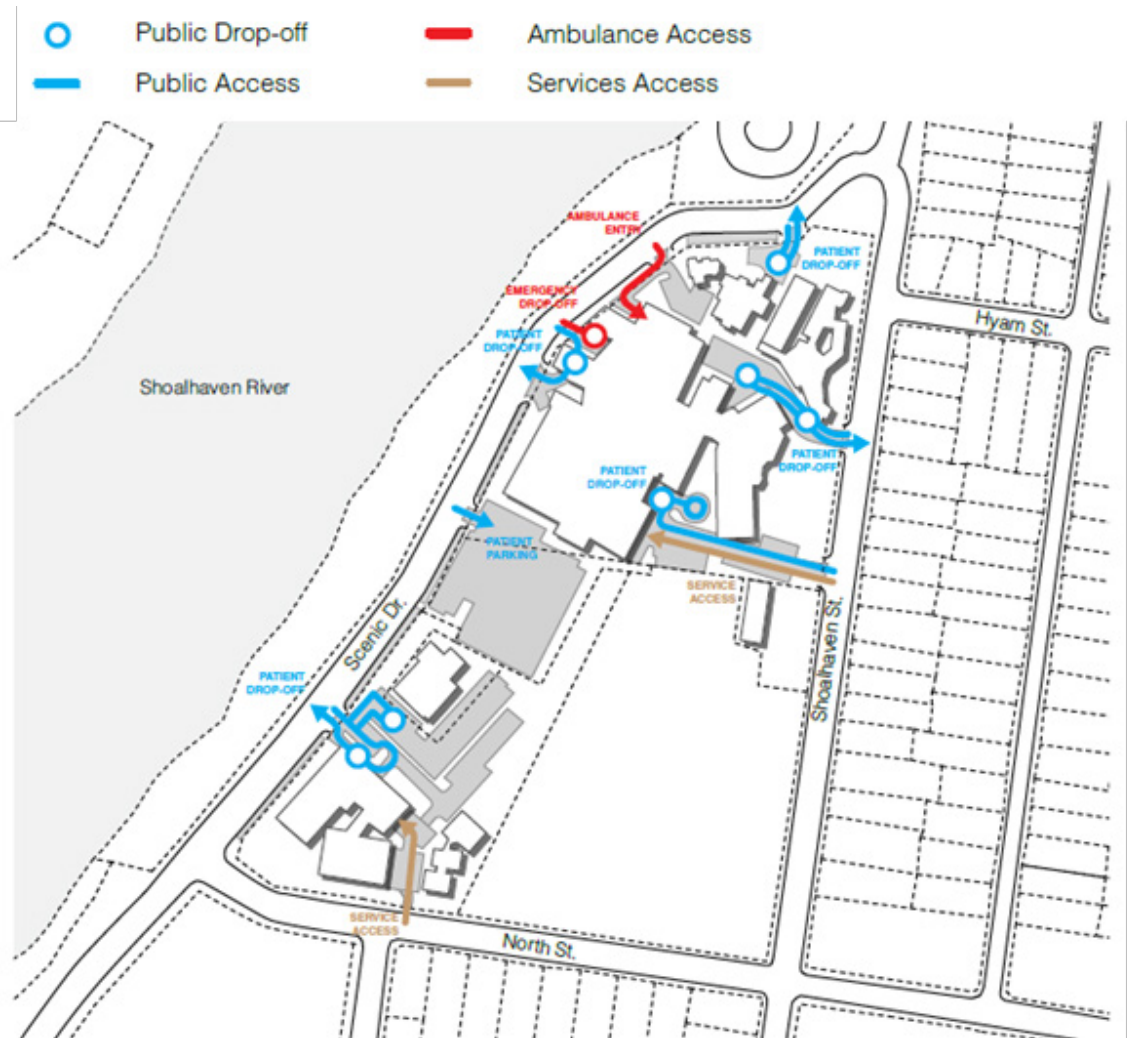 Public Drop-off
Ambulance Access
Public Access
Services Access
AMBULANCE
ENTRY
PATIENT
DROP-OFF
EMERGENCY
DROP-OFF
PATIENT
DROP-OFF
Hyam St.
Shoalhaven River
PATIENT
DROP-OFF
PATIENT
DROP-OFF
PATIENT
PARKING
SERVICE
ACCESS
Scenic Dr.
Shoalhaven St.
PATIENT
DROP-OFF
SERVICE
ACCESS
North St.